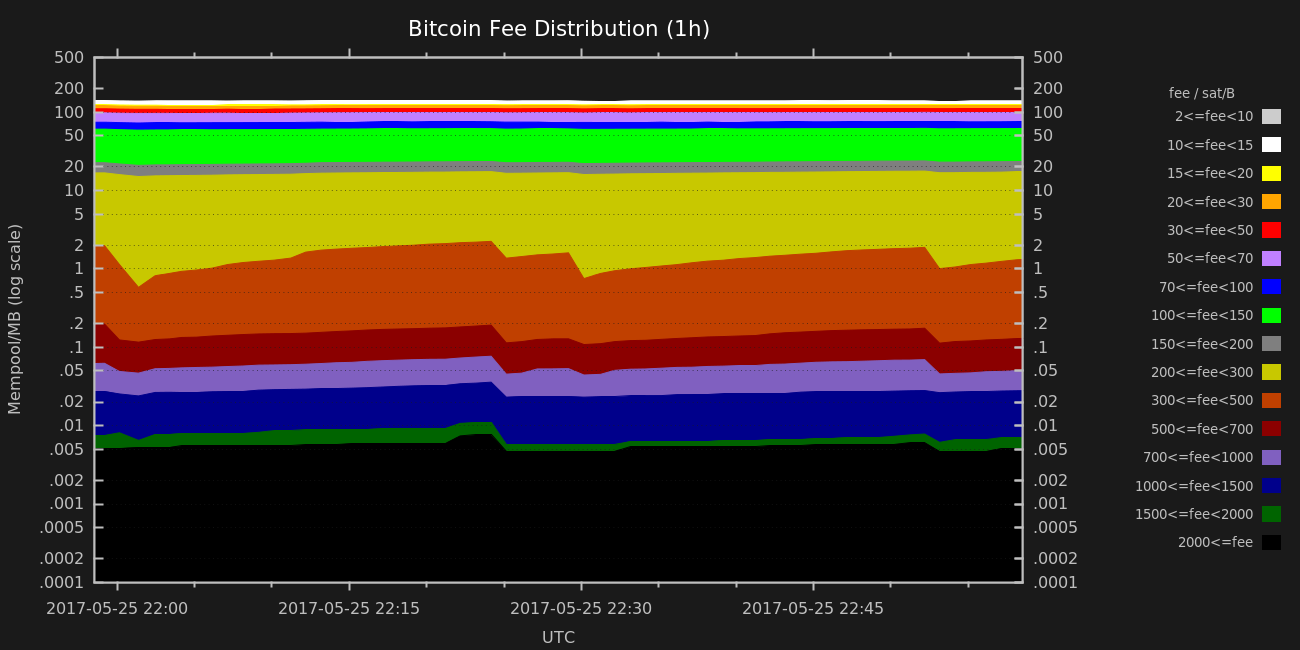 Bitcoin Fee Distribution (1h)
500
200
100
50
20
10
5
2
1
.5
.2
.1
.05
.02
.01
.005
.002
.001
.0005
.0002
.0001
Mempool/MB (log scale)
500
200
100
50
20
10
5
2
1
.5
.2
.1
.05
.02
.01
.005
.002
.001
.0005
.0002
.0001
2017-05-25 22:00
2017-05-25 22:15
2017-05-25 22:30
2017-05-25 22:45
UTC
fee / sat/B
2<=fee<10
10<=fee<15
15<=fee<20
20<=fee<30
30<=fee<50
50<=fee<70
70<=fee<100
100<=fee<150
150<=fee<200
200<=fee<300
300<=fee<500
500<=fee<700
700<=fee<1000
1000<=fee<1500
1500<=fee<2000
2000<=fee